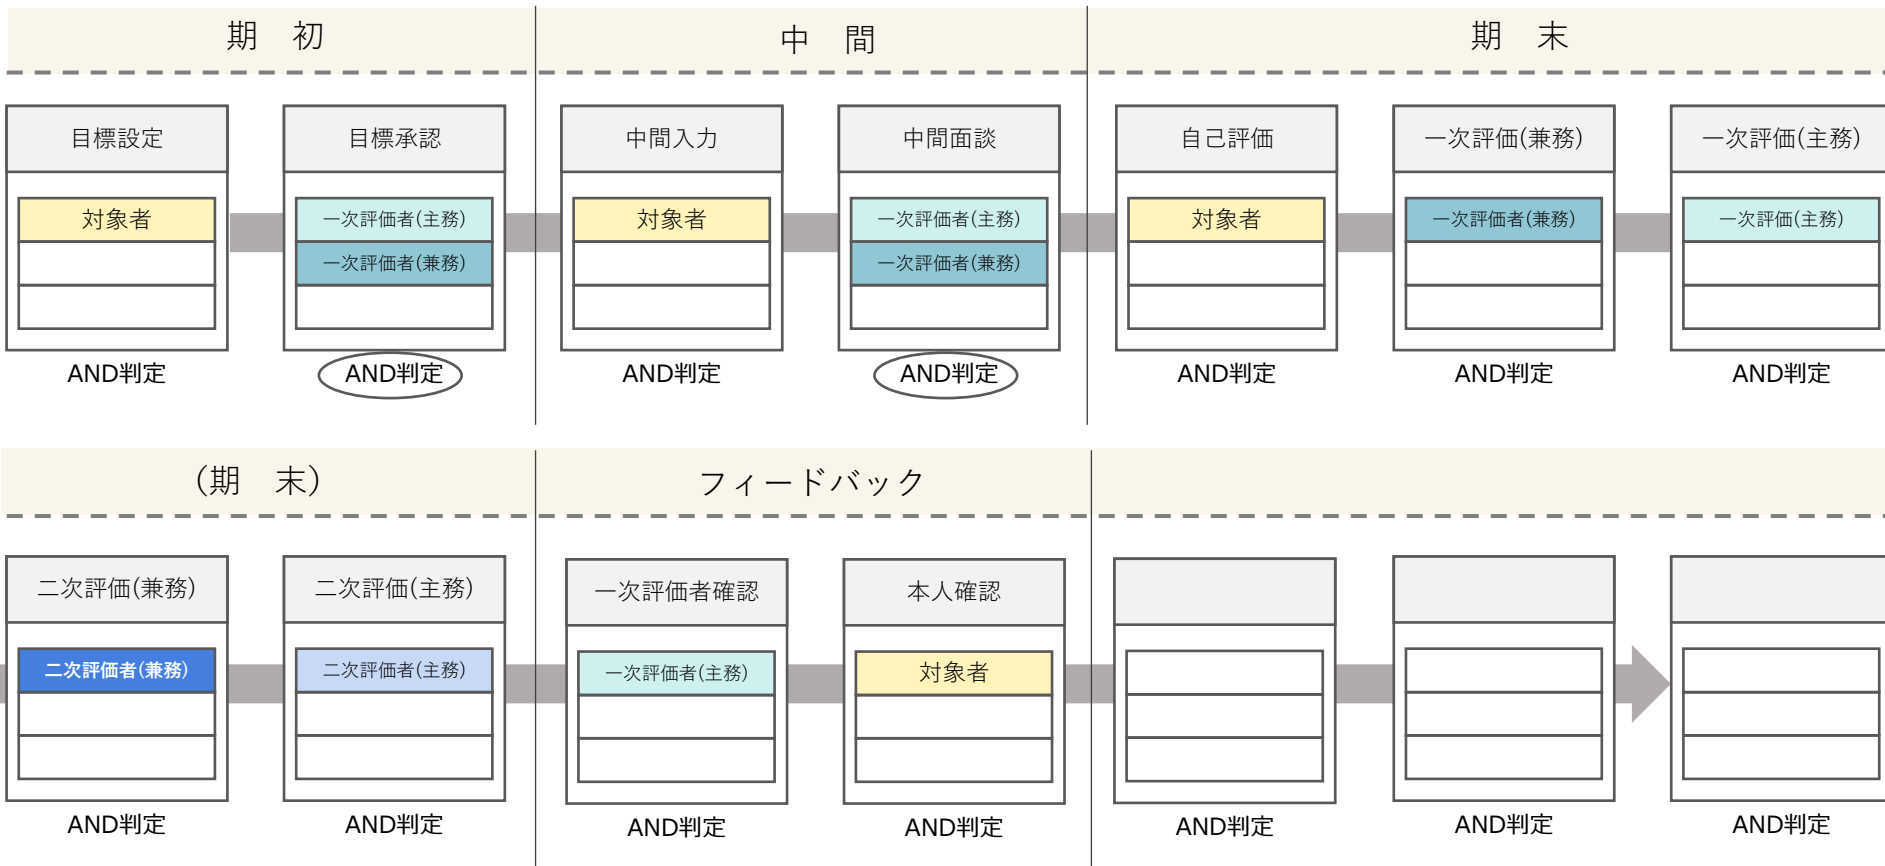 期　初
中　間
期　末
目標設定
目標承認
中間入力
中間面談
自己評価
一次評価(兼務)
一次評価(主務)
対象者
一次評価者(主務)
対象者
一次評価者(主務)
対象者
一次評価者(兼務)
一次評価(主務)
一次評価者(兼務)
一次評価者(兼務)
AND判定
AND判定
AND判定
AND判定
AND判定
AND判定
AND判定
(期　末)
フィードバック
二次評価(兼務)
二次評価(主務)
一次評価者確認
本人確認
二次評価者(兼務)
二次評価者(主務)
一次評価者(主務)
対象者
AND判定
AND判定
AND判定
AND判定
AND判定
AND判定
AND判定